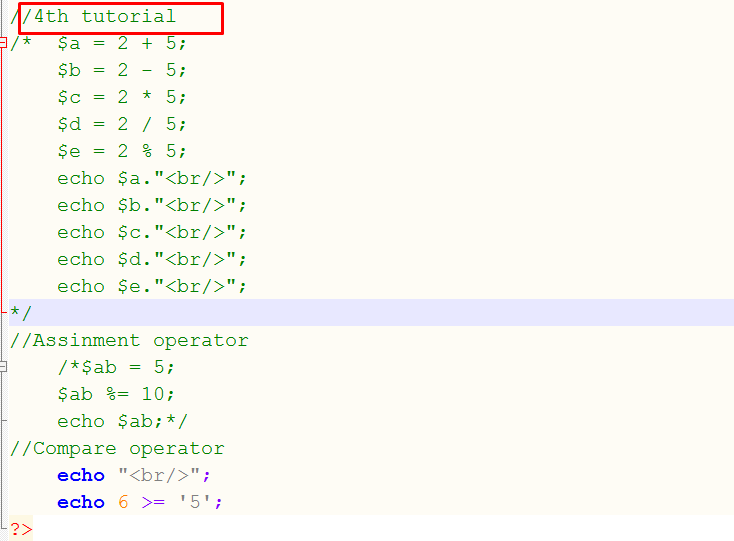 //4th tutorial
/*  $a = 2 + 5;
    $b = 2 - 5;
    $c = 2 * 5;
    $d = 2 / 5;
    $e = 2 % 5;
    echo $a."<br/>";
    echo $b."<br/>";
    echo $c."<br/>";
    echo $d."<br/>";
    echo $e."<br/>";
*/
//Assinment operator
    /*$ab = 5;
    $ab %= 10;
    echo $ab;*/
//Compare operator
    echo "<br/>";
    echo 6 >= '5';
?>